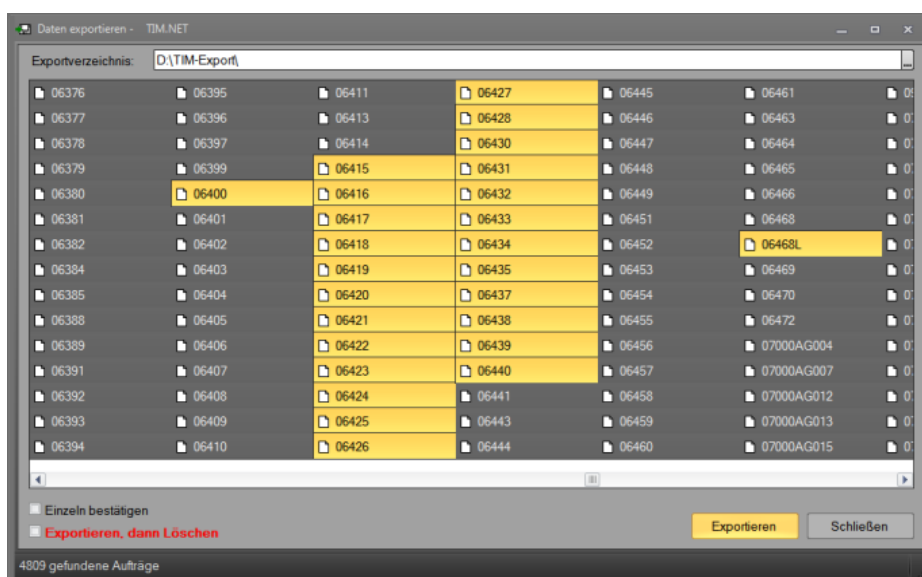 Daten exportieren - TIM.NET
Exportverzeichnis: D:\TIM-Export\ ...
06376 06395 06411 06427 06445 06461
06377 06396 06413 06428 06446 06463
06378 06397 06414 06430 06447 06464
06379 06399 06415 06431 06448 06465
06380 06400 06416 06432 06449 06466
06381 06401 06417 06433 06451 06468
06382 06402 06418 06434 06452 06468L
06384 06403 06419 06435 06453 06469
06385 06404 06420 06437 06454 06470
06388 06405 06421 06438 06455 06472
06389 06406 06422 06439 06456 07000AG004
06391 06407 06423 06440 06457 07000AG007
06392 06408 06424 06441 06458 07000AG012
06393 06409 06425 06443 06459 07000AG013
06394 06410 06426 06444 06460 07000AG015
Einzeln bestätigen
Exportieren, dann Löschen
Exportieren Schließen
4809 gefundene Aufträge